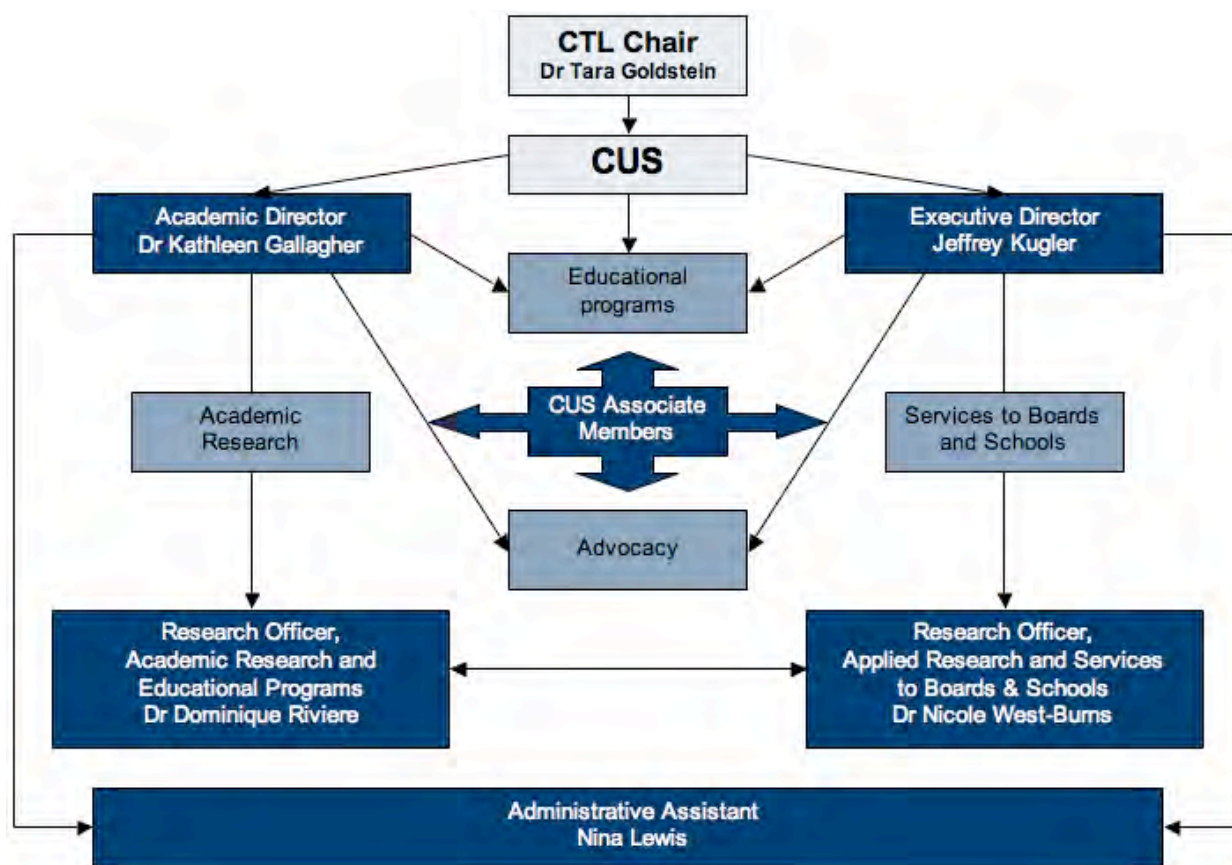 CTL Chair
Dr Tara Goldstein
CUS
Academic Director
Dr Kathleen Gallagher
Executive Director
Jeffrey Kugler
Educational
programs
Academic
Research
CUS Associate
Members
Services to Boards
and Schools
Advocacy
Research Officer,
Academic Research and
Educational Programs
Dr Dominique Riviere
Research Officer,
Applied Research and Services
to Boards & Schools
Dr Nicole West-Burns
Administrative Assistant
Nina Lewis